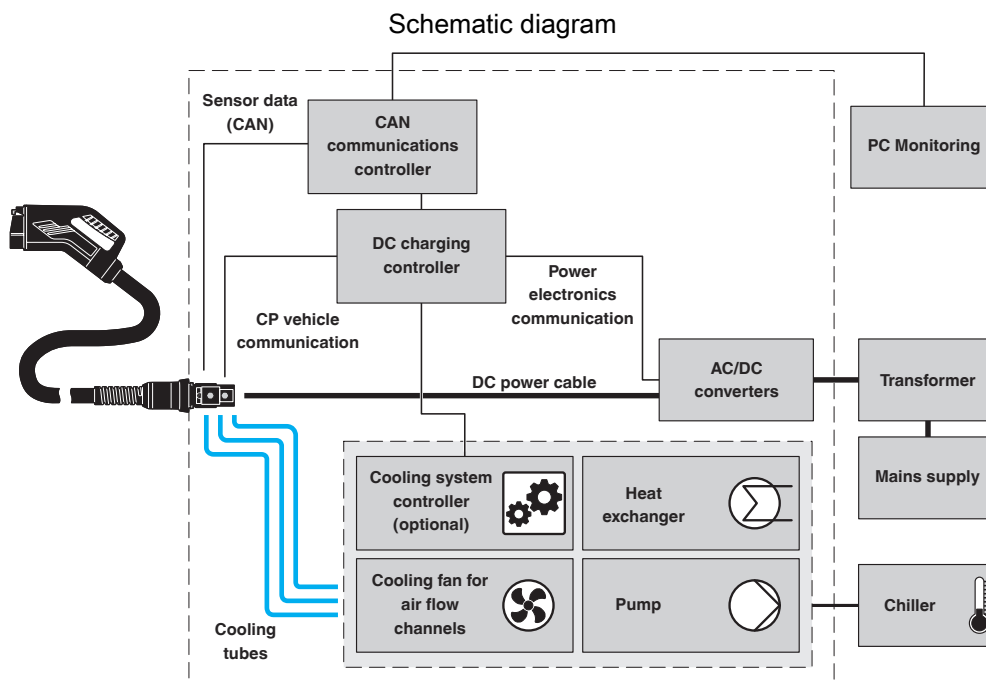 Schematic diagram
Sensor data
(CAN)
CAN
communications
controller
PC Monitoring
DC charging
controller
Power
electronics
communication
CP vehicle
communication
DC power cable
AC/DC
converters
Transformer
Mains supply
Cooling system
controller
(optional)
Heat
exchanger
Cooling fan for
air flow
channels
Pump
Chiller
Cooling
tubes